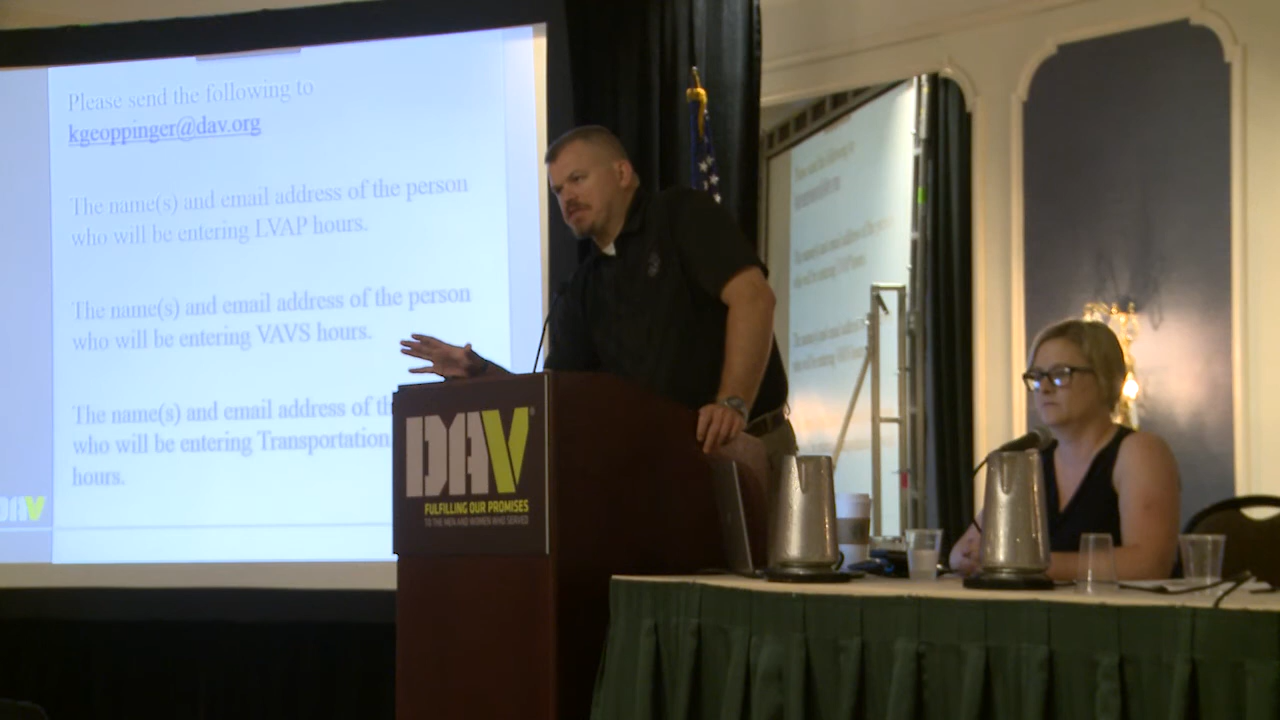 Please send the following to
kgeoppinger@dav.org
The name(s) and email address of the person
who will be entering LVAP hours.
The name(s) and email address of the person
who will be entering VAVS hours.
The name(s) and email address of th
who will be entering Transportation
hours.
DAV
DAV
FULFILLING OUR PROMISES
TO THE MEN AND WOMEN WHO SERVED